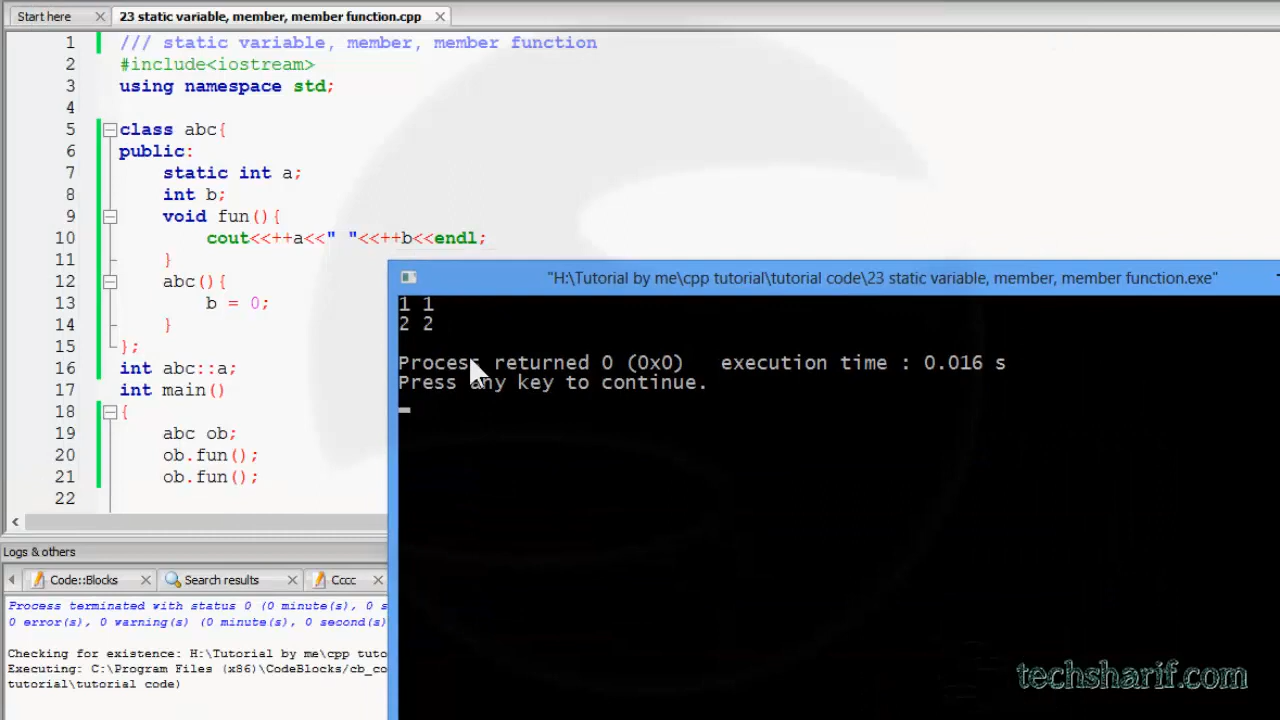 Start here
23 static variable, member, member function.cpp
1 /// static variable, member, member function
2 #include<iostream>
3 using namespace std;
4
5 class abc{
6 public:
7 static int a;
8 int b;
9 void fun(){
10 cout<<++a<<" "<<++b<<endl;
11 }
12 abc(){
13 b = 0;
14 }
15 };
16 int abc::a;
17 int main()
18 {
19 abc ob;
20 ob.fun();
21 ob.fun();
22
"H:\Tutorial by me\cpp tutorial\tutorial code\23 static variable, member, member function.exe"
1 1
2 2
Process returned 0 (0x0) execution time : 0.016 s
Press any key to continue.
Logs & others
Code::Blocks
Search results
Cccc
Process terminated with status 0 (0 minute(s), 0 s
0 error(s), 0 warning(s) (0 minute(s), 0 second(s)
Checking for existence: H:\Tutorial by me\cpp tuto
Executing: C:\Program Files (x86)\CodeBlocks/cb_co
tutorial\tutorial code)
techsharif.com